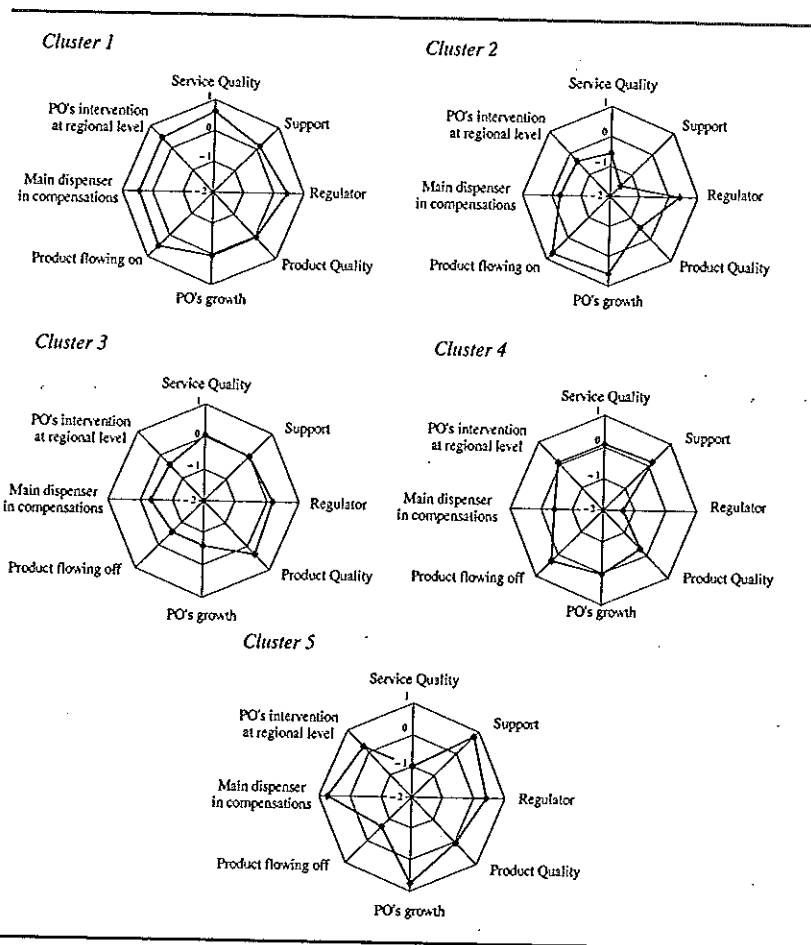 Cluster 1
Service Quality
1
PO's intervention
at regional level
Support
0
-1
Main dispenser
in compensations
-2
Regulator
Product flowing on
Product Quality
PO's growth
Cluster 2
Service Quality
1
PO's intervention
at regional level
Support
0
-1
Main dispenser
in compensations
-2
Regulator
Product flowing on
Product Quality
PO's growth
Cluster 3
Service Quality
1
PO's intervention
at regional level
Support
0
-1
Main dispenser
in compensations
-2
Regulator
Product flowing off
Product Quality
PO's growth
Cluster 4
Service Quality
1
PO's intervention
at regional level
Support
0
-1
Main dispenser
in compensations
-2
Regulator
Product flowing off
Product Quality
PO's growth
Cluster 5
Service Quality
1
PO's intervention
at regional level
Support
0
-1
Main dispenser
in compensations
-2
Regulator
Product flowing off
Product Quality
PO's growth